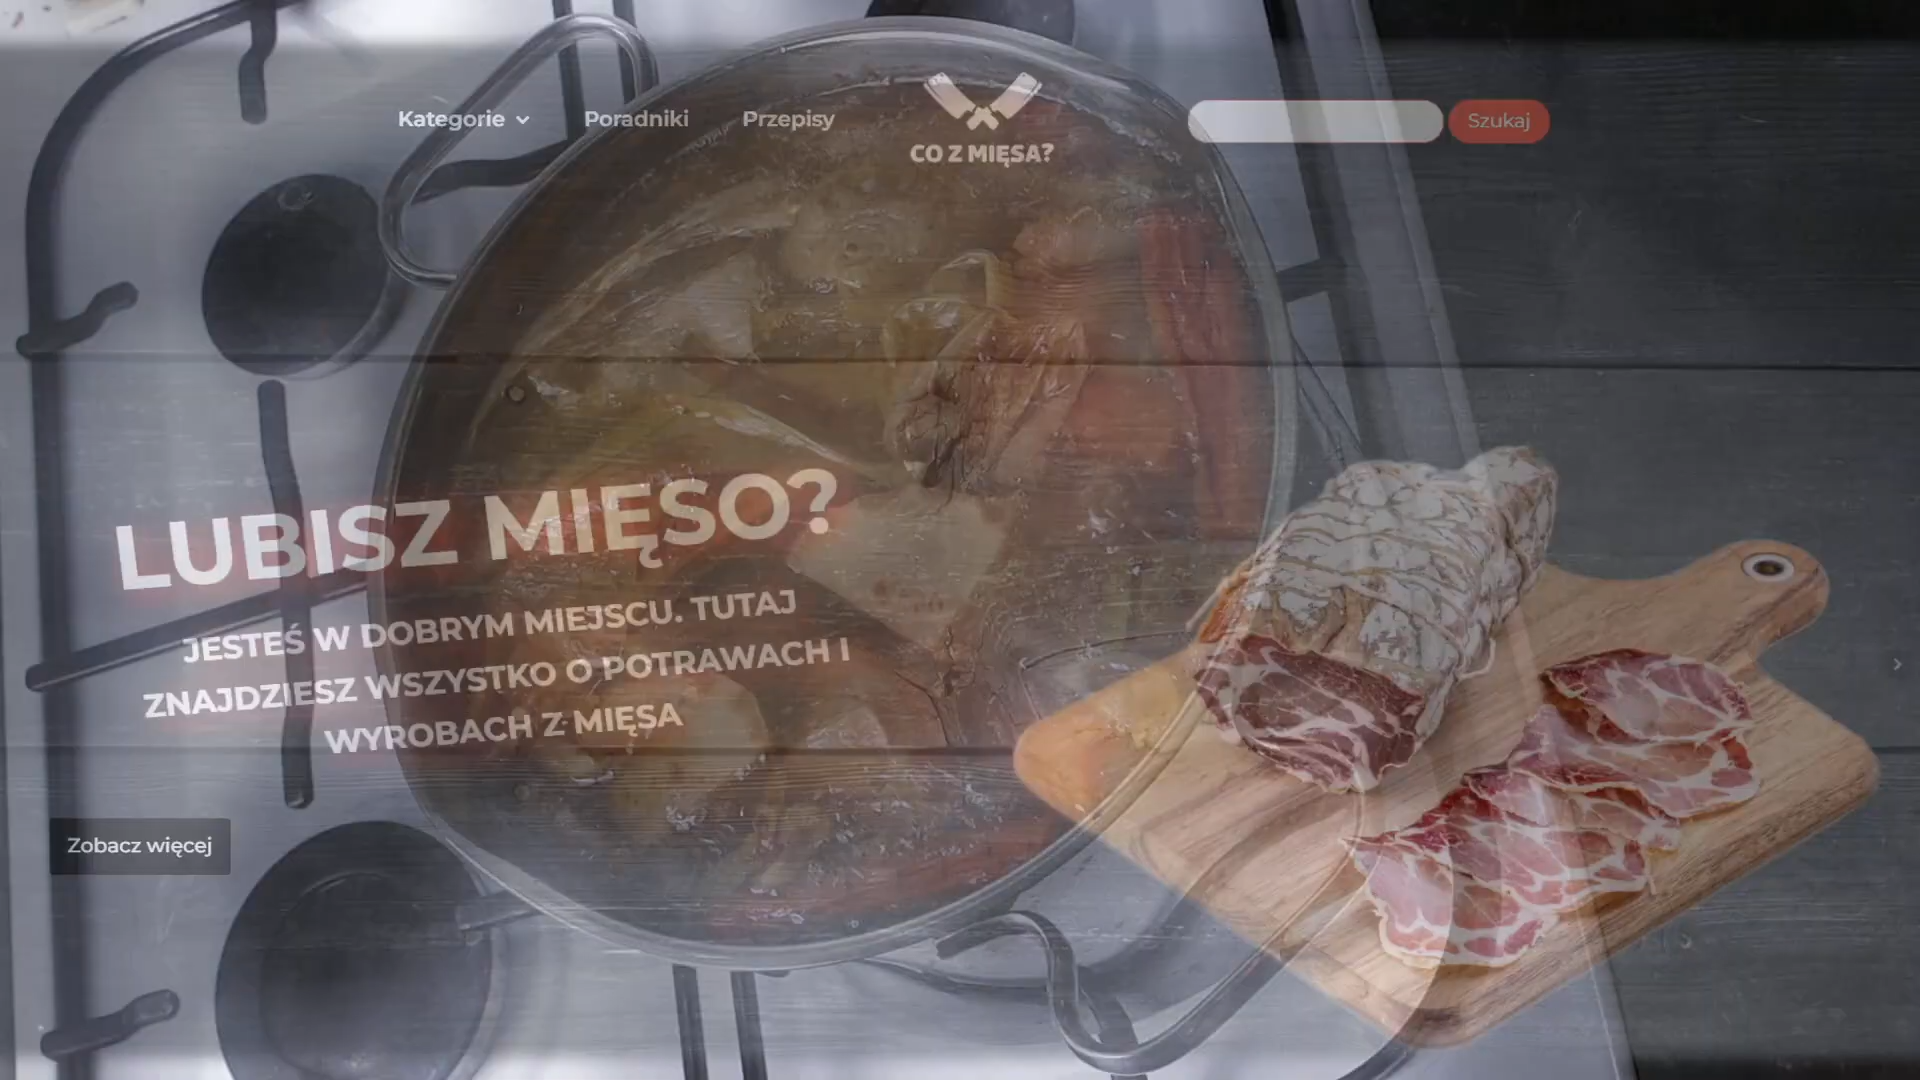 Kategorie
Poradniki
Przepisy
CO Z MIĘSA?
Szukaj
LUBISZ MIĘSO?
JESTEŚ W DOBRYM MIEJSCU. TUTAJ
ZNAJDZIESZ WSZYSTKO O POTRAWACH I
WYROBACH Z MIĘSA
Zobacz więcej